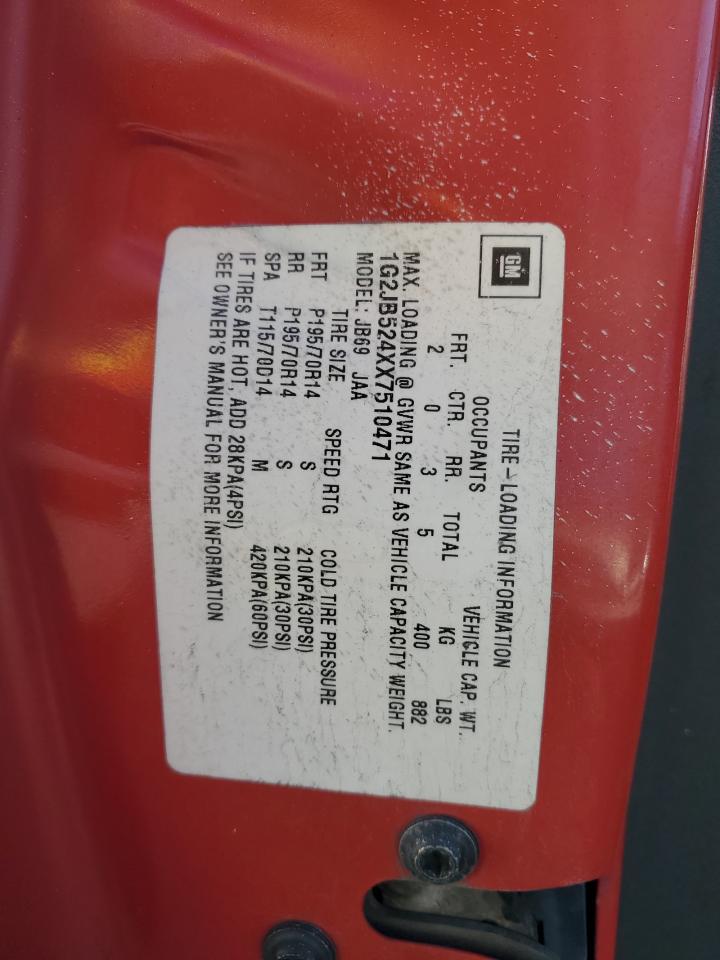 GM
TIRE-LOADING INFORMATION
OCCUPANTS VEHICLE CAP. WT.
FRT. CTR. RR. TOTAL KG LBS
2 0 3 5 400 882
MAX. LOADING @ GVWR SAME AS VEHICLE CAPACITY WEIGHT.
1G2JB524XX7510471
MODEL: JB69 JAA
TIRE SIZE SPEED RTG COLD TIRE PRESSURE
FRT P195/70R14 S 210KPA(30PSI)
RR P195/70R14 S 210KPA(30PSI)
SPA T115/70D14 M 420KPA(60PSI)
IF TIRES ARE HOT, ADD 28KPA(4PSI)
SEE OWNER'S MANUAL FOR MORE INFORMATION